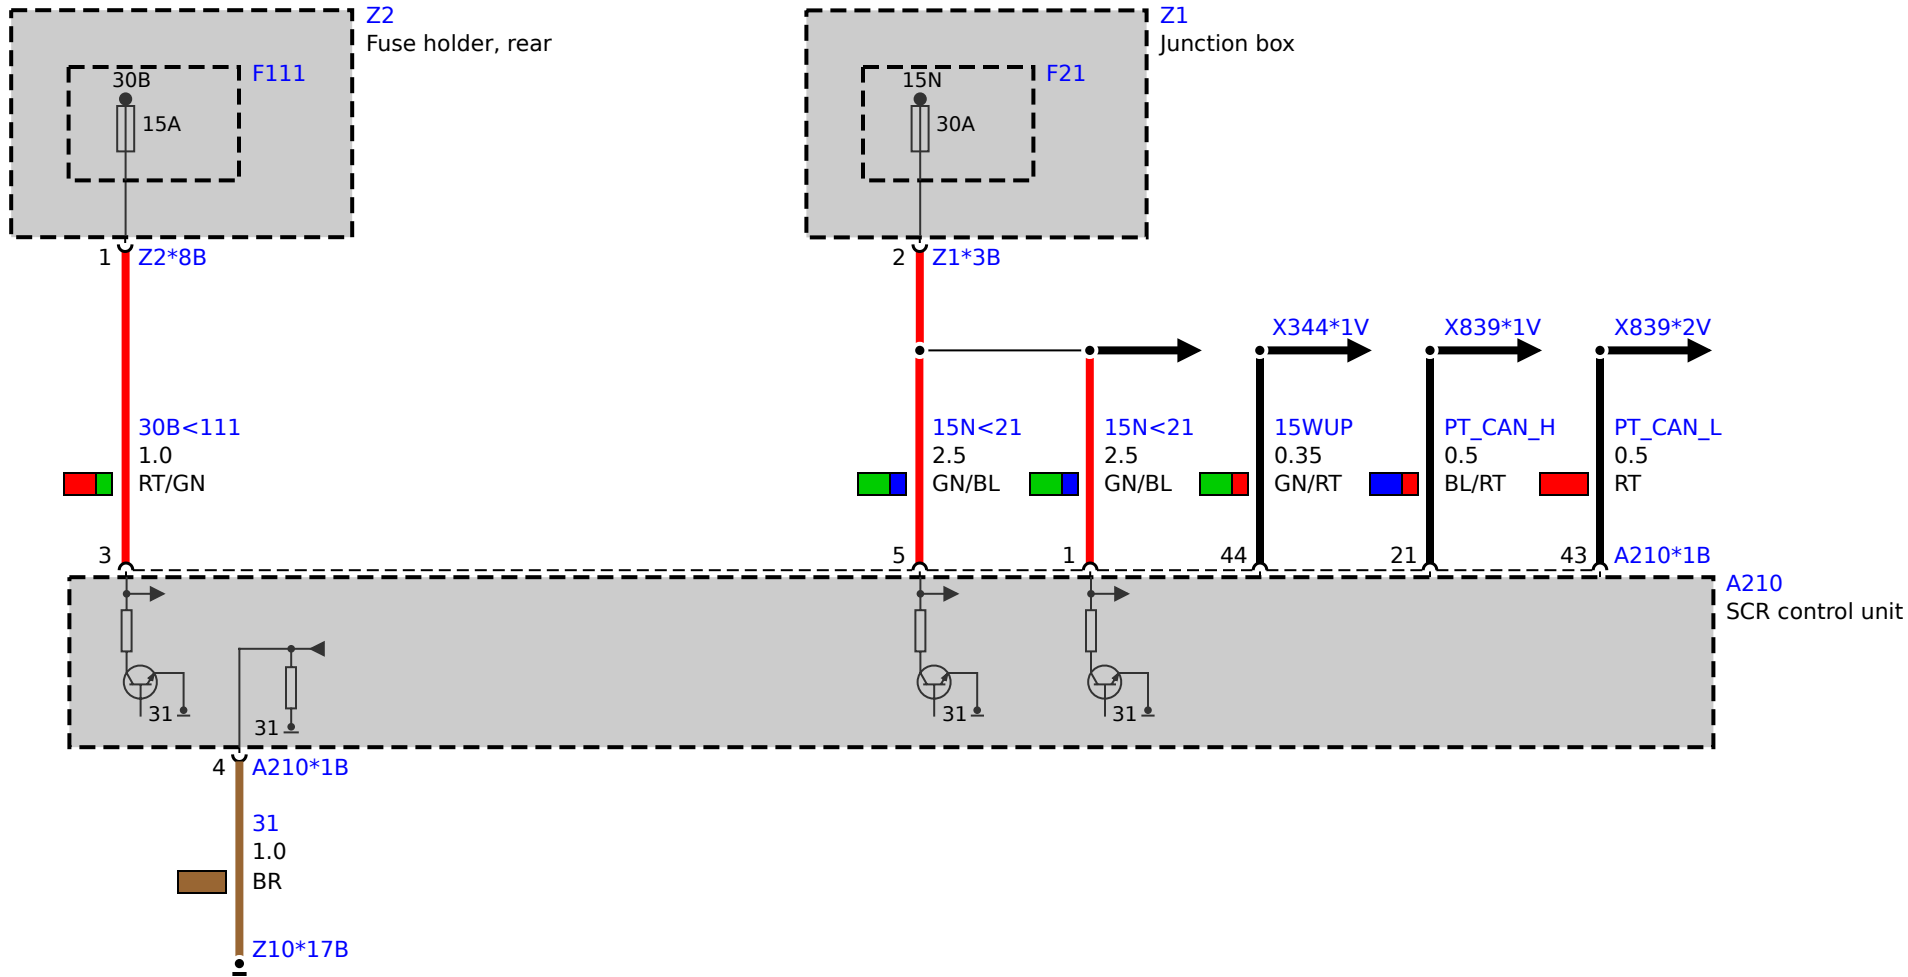 Z2
Fuse holder, rear
F111
30B
15A
1
Z2*8B
Z1
Junction box
F21
15N
30A
2
Z1*3B
X344*1V
X839*1V
X839*2V
30B<111
1.0
RT/GN
15N<21
2.5
GN/BL
15N<21
2.5
GN/BL
15WUP
0.35
GN/RT
PT_CAN_H
0.5
BL/RT
PT_CAN_L
0.5
RT
3
5
1
44
21
43
A210*1B
A210
SCR control unit
31
31
31
31
4
A210*1B
31
1.0
BR
Z10*17B